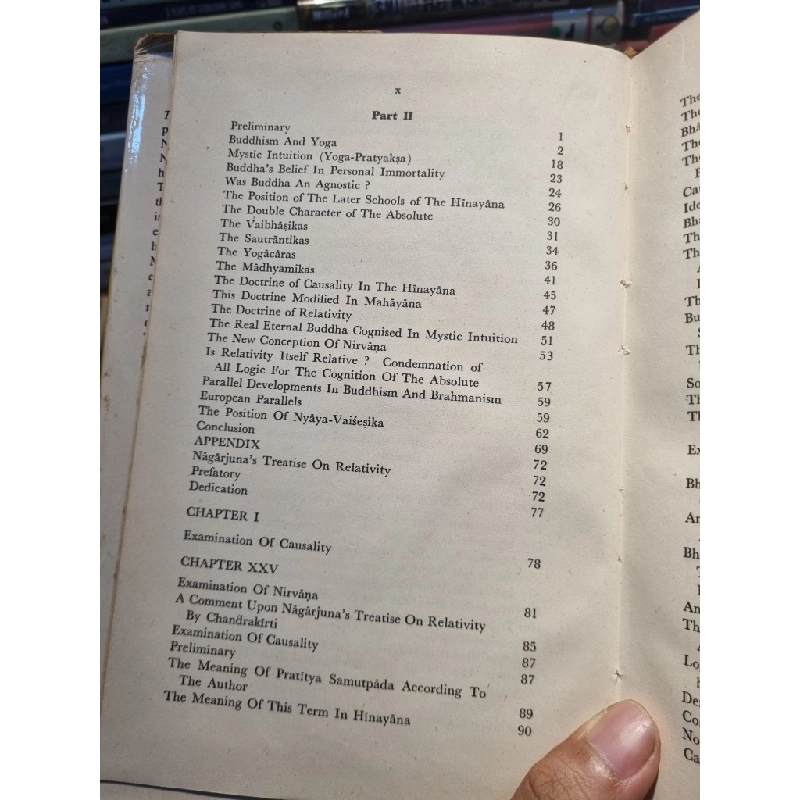 x
Part II
Preliminary 1
Buddhism And Yoga 2
Mystic Intuition (Yoga-Pratyakṣa) 18
Buddha's Belief In Personal Immortality 23
Was Buddha An Agnostic ? 24
The Position of The Later Schools of The Hīnayāna 26
The Double Character of The Absolute 30
The Vaibhāṣikas 31
The Sautrāntikas 34
The Yogācāras 36
The Mādhyamikas 41
The Doctrine of Causality In The Hīnayāna 45
This Doctrine Modified In Mahāyāna 47
The Doctrine of Relativity 48
The Real Eternal Buddha Cognised In Mystic Intuition 51
The New Conception Of Nirvāṇa 53
Is Relativity Itself Relative ? Condemnation of
All Logic For The Cognition Of The Absolute 57
Parallel Developments In Buddhism And Brahmanism 59
European Parallels 59
The Position Of Nyāya-Vaiśeṣika 62
Conclusion 69
APPENDIX 72
Nāgārjuna's Treatise On Relativity 72
Prefatory 72
Dedication 77
CHAPTER I
Examination Of Causality 78
CHAPTER XXV
Examination Of Nirvāṇa 81
A Comment Upon Nāgārjuna's Treatise On Relativity
By Chandrakīrti 85
Examination Of Causality 87
Preliminary 87
The Meaning Of Pratītya Samutpāda According To
The Author 89
The Meaning Of This Term In Hīnayāna 90